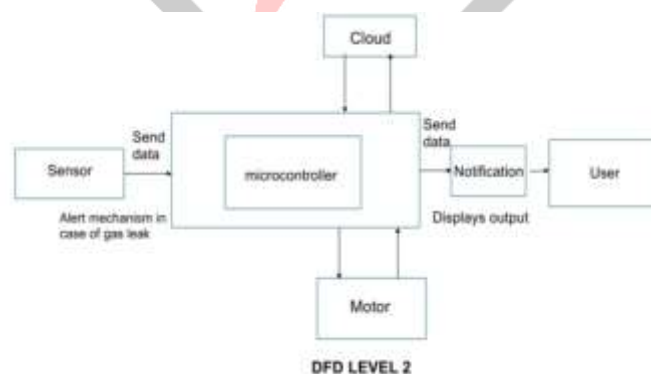 Cloud
Send
data
Send
data
Sensor
microcontroller
Notification
User
Alert mechanism in
case of gas leak
Displays output
Motor
DFD LEVEL 2